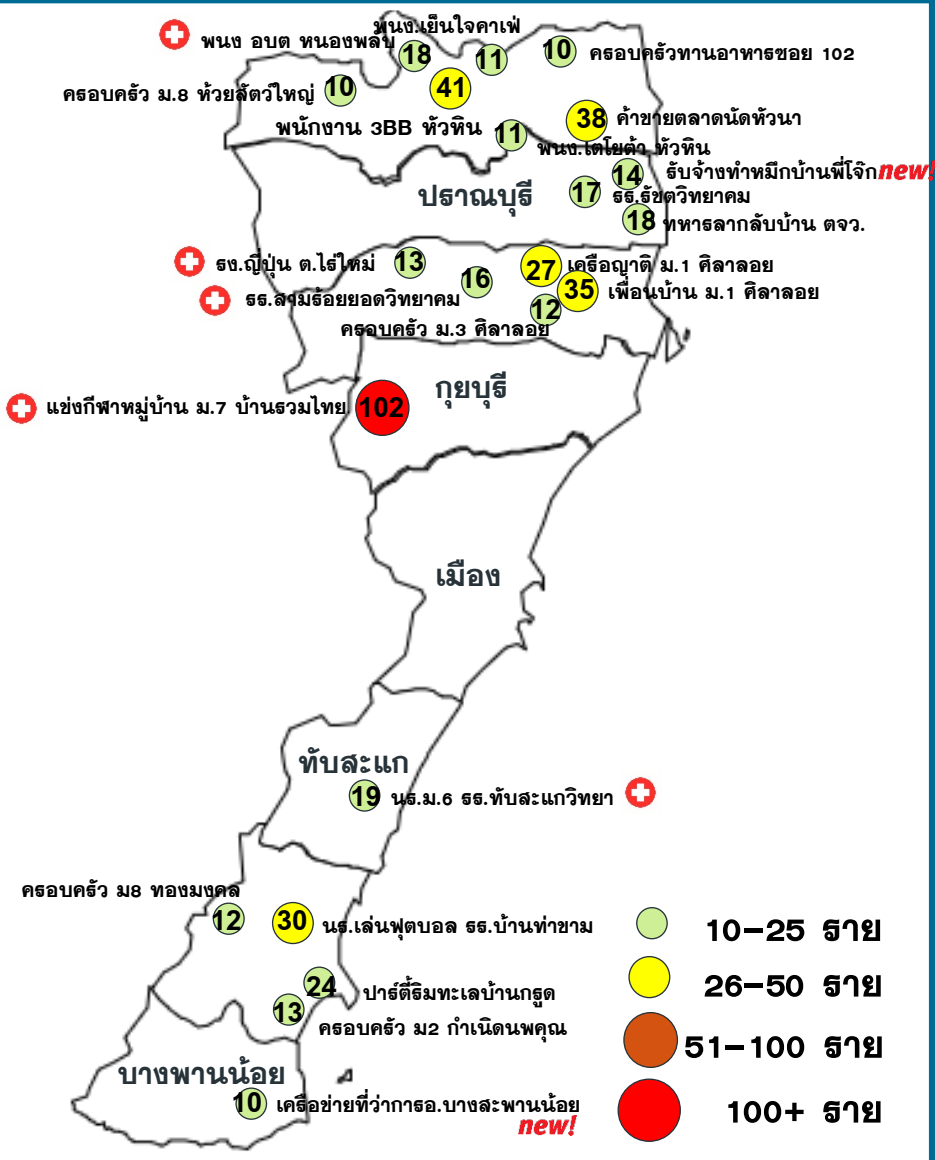 พนง.เย็นใจคาเฟ่
พนง อบต หนองพลับ
18
11
10
ครอบครัวทานอาหารซอย 102
ครอบครัว ม.8 ห้วยสัตว์ใหญ่
10
41
38
ค้าขายตลาดนัดหัวนา
พนักงาน 3BB หัวหิน
11
พนง.โตโยต้า หัวหิน
14
รับจ้างทำหมึกบ้านพี่โจ๊ก new!
ปราณบุรี
17
รร.รัชตวิทยาคม
18
ทหารลากลับบ้าน ตจว.
รง.ญี่ปุ่น ต.ไร่ใหม่
13
16
27
เครือญาติ ม.1 ศิลาลอย
รร.สามร้อยยอดวิทยาคม
35
เพื่อนบ้าน ม.1 ศิลาลอย
12
ครอบครัว ม.3 ศิลาลอย
กุยบุรี
แข่งกีฬาหมู่บ้าน ม.7 บ้านรวมไทย
102
เมือง
ทับสะแก
19
นร.ม.6 รร.ทับสะแกวิทยา
ครอบครัว ม8 ทองมงคล
12
30
นร.เล่นฟุตบอล รร.บ้านท่าขาม
24
ปาร์ตี้ริมทะเลบ้านกรูด
13
ครอบครัว ม2 กำเนิดนพคุณ
บางพานน้อย
10
เครือข่ายที่ว่าการอ.บางสะพานน้อย
new!
10-25 ราย
26-50 ราย
51-100 ราย
100+ ราย